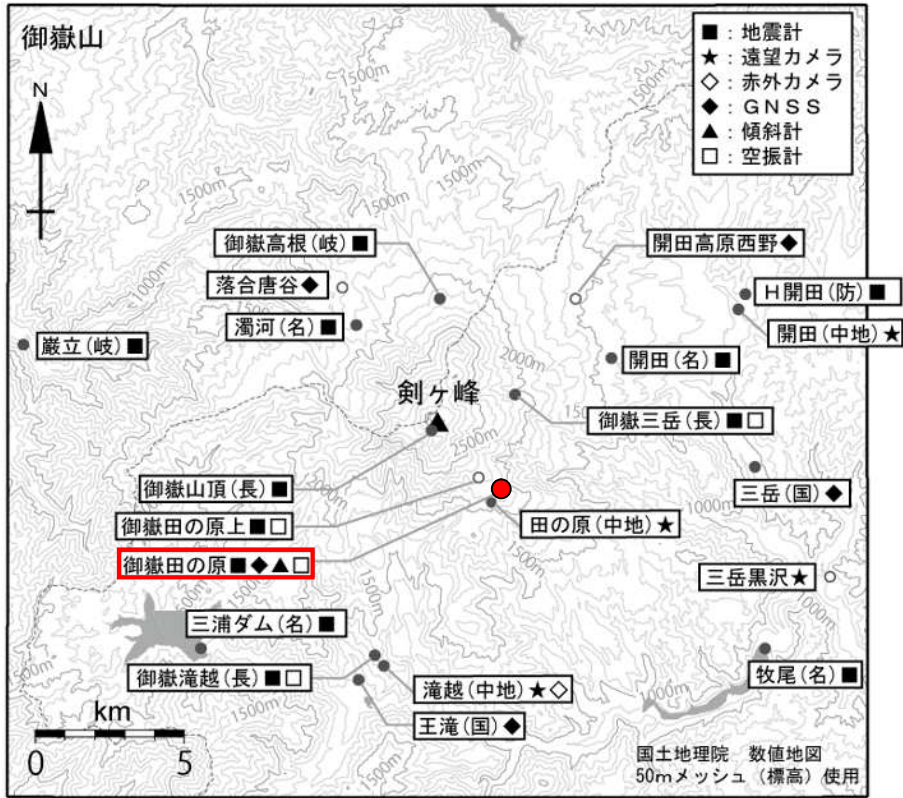 御嶽山
■：地震計
★：遠望カメラ
◇：赤外カメラ
◆：ＧＮＳＳ
▲：傾斜計
□：空振計
N
1500m
1500m
1500m
1500m
1000m
御嶽高根(岐)■
開田高原西野◆
落合唐谷◆
Ｈ開田(防)■
濁河(名)■
開田(中地)★
巌立(岐)■
2000m
開田(名)■
剣ヶ峰
御嶽三岳(長)■□
2500m
御嶽山頂(長)■
三岳(国)◆
1000m
御嶽田の原上■□
田の原(中地)★
御嶽田の原■◆▲□
三岳黒沢★
三浦ダム(名)■
御嶽滝越(長)■□
滝越(中地)★◇
牧尾(名)■
1000m
王滝(国)◆
1500m
km
0 5
国土地理院　数値地図
50mメッシュ（標高）使用